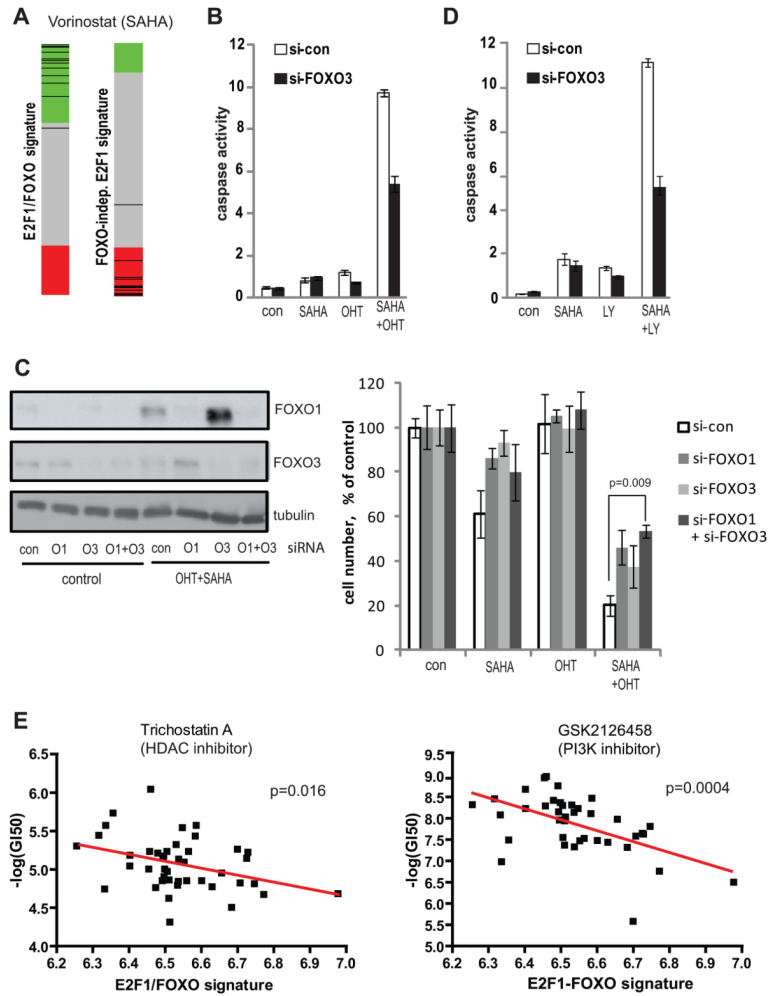 A
Vorinostat (SAHA)
E2F1/FOXO
signature
FOXO-indep. E2F1 signature
B
12
10
8
6
4
2
0
caspase activity
si-con
si-FOXO3
con
SAHA
OHT
SAHA
+OHT
D
12
10
8
6
4
2
0
caspase activity
si-con
si-FOXO3
con
SAHA
LY
SAHA
+LY
C
FOXO1
FOXO3
tubulin
con O1 O3 O1+O3 con O1 O3 O1+O3 siRNA
control
OHT+SAHA
120
100
80
60
40
20
0
cell number, % of control
con
SAHA
OHT
SAHA
+OHT
p=0.009
si-con
si-FOXO1
si-FOXO3
si-FOXO1
+ si-FOXO3
E
Trichostatin A
(HDAC inhibitor)
p=0.016
6.5
6.0
5.5
5.0
4.5
4.0
-log(GI50)
6.2 6.3 6.4 6.5 6.6 6.7 6.8 6.9 7.0
E2F1/FOXO signature
GSK2126458
(PI3K inhibitor)
p=0.0004
9.5
9.0
8.5
8.0
7.5
7.0
6.5
6.0
5.5
5.0
-log(GI50)
6.2 6.3 6.4 6.5 6.6 6.7 6.8 6.9 7.0
E2F1-FOXO signature